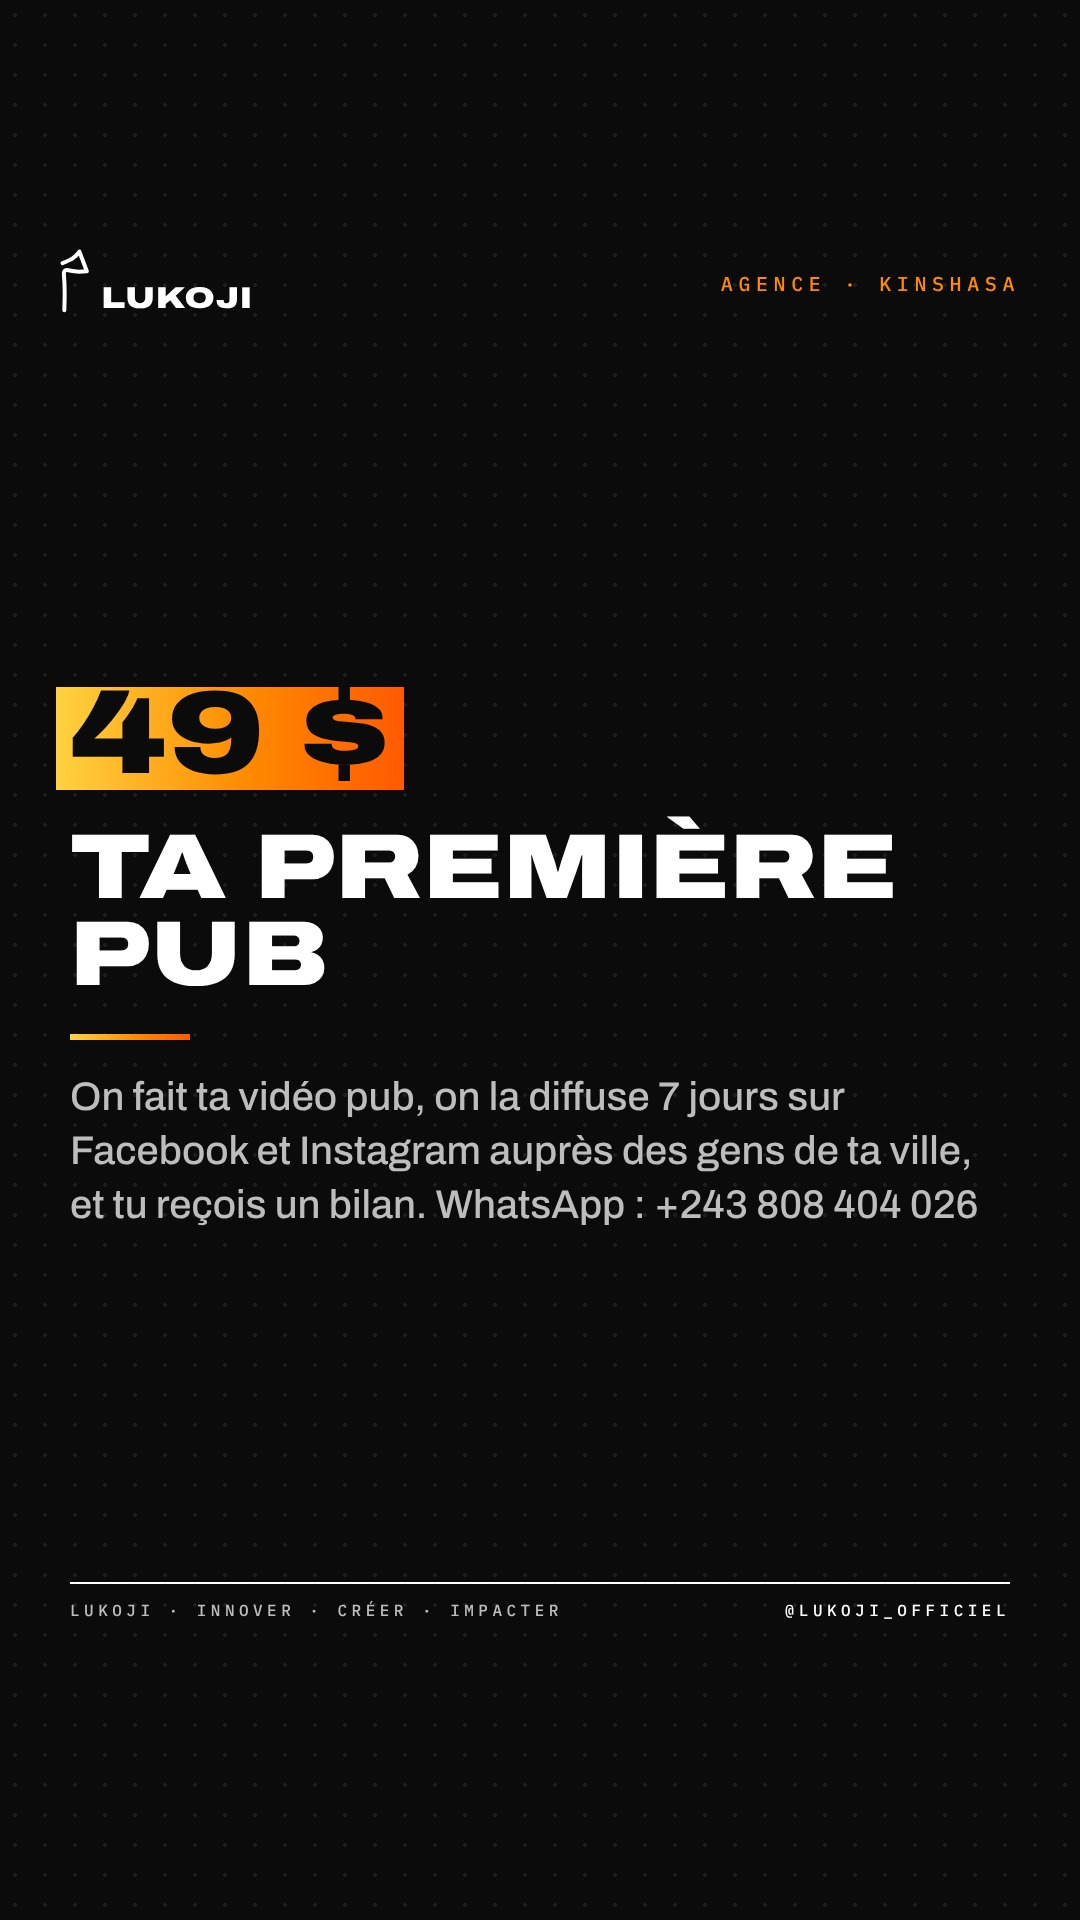 LUKOJI
AGENCE · KINSHASA
49 $
TA PREMIÈRE
PUB
On fait ta vidéo pub, on la diffuse 7 jours sur
Facebook et Instagram auprès des gens de ta ville,
et tu reçois un bilan. WhatsApp : +243 808 404 026
LUKOJI · INNOVER · CRÉER · IMPACTER
@LUKOJI_OFFICIEL